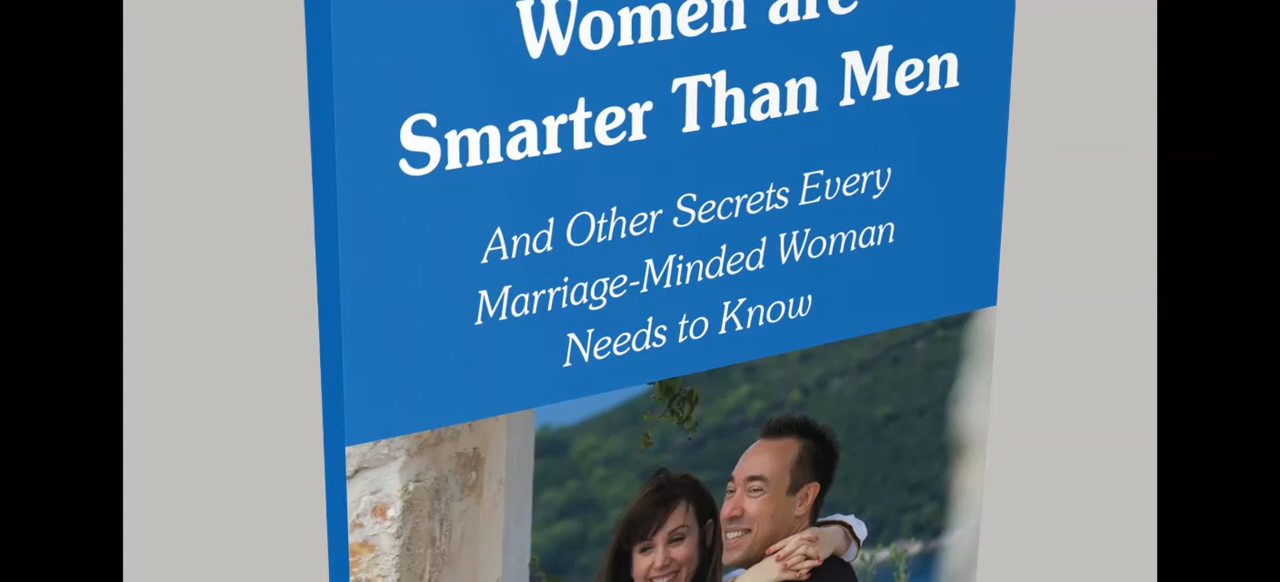 Women are
Smarter Than Men
And Other Secrets Every
Marriage-Minded Woman
Needs to Know